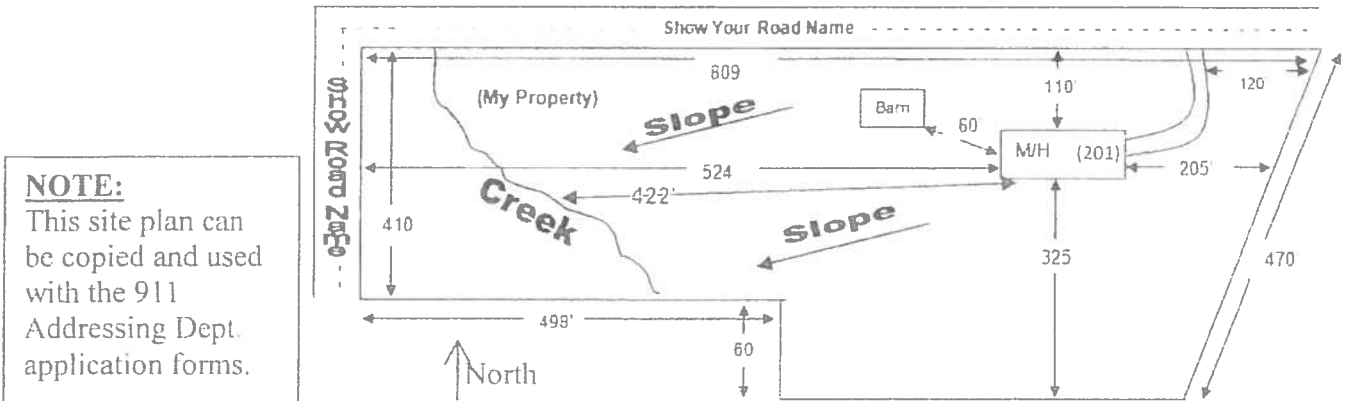 Show Your Road Name
809
110'
120
(My Property)
Slope
Barn
60'
M/H (201)
205'
524
422'
Creek
Show Road Name
410
Slope
325
470
498'
60
North
NOTE:
This site plan can
be copied and used
with the 911
Addressing Dept.
application forms.